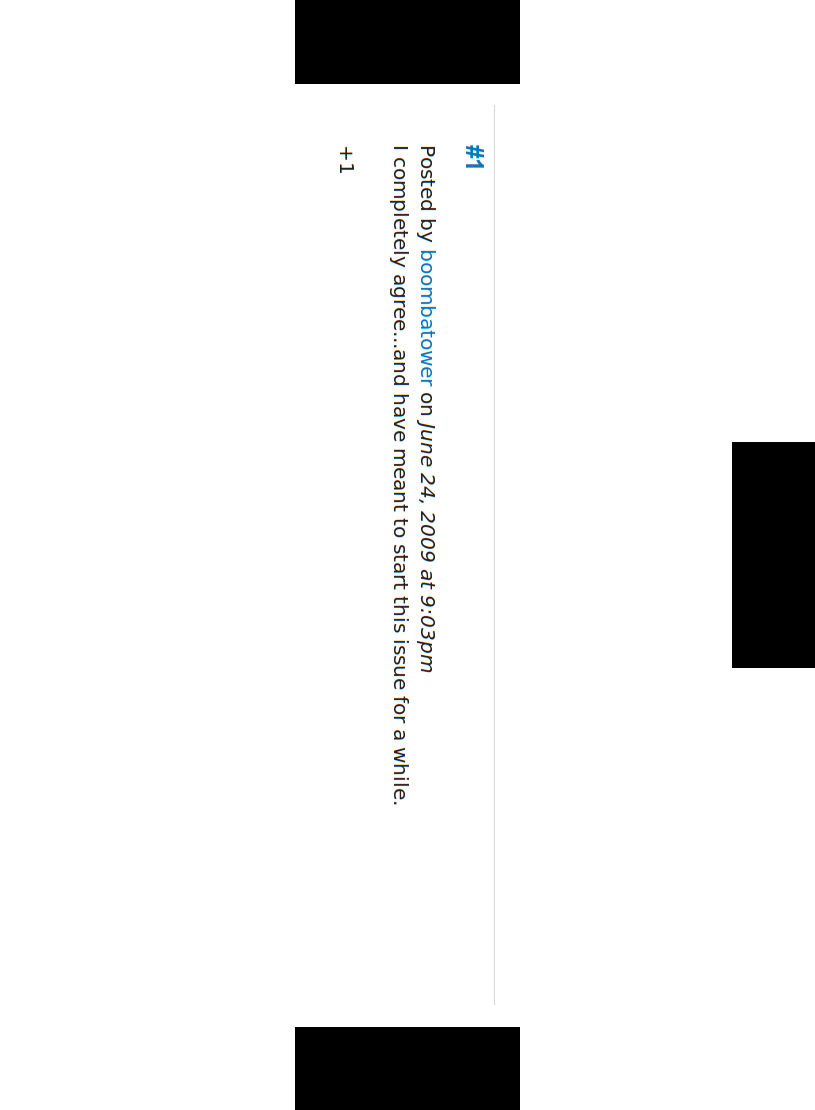 #1
Posted by boombatower on June 24, 2009 at 9:03pm
I completely agree...and have meant to start this issue for a while.
+1